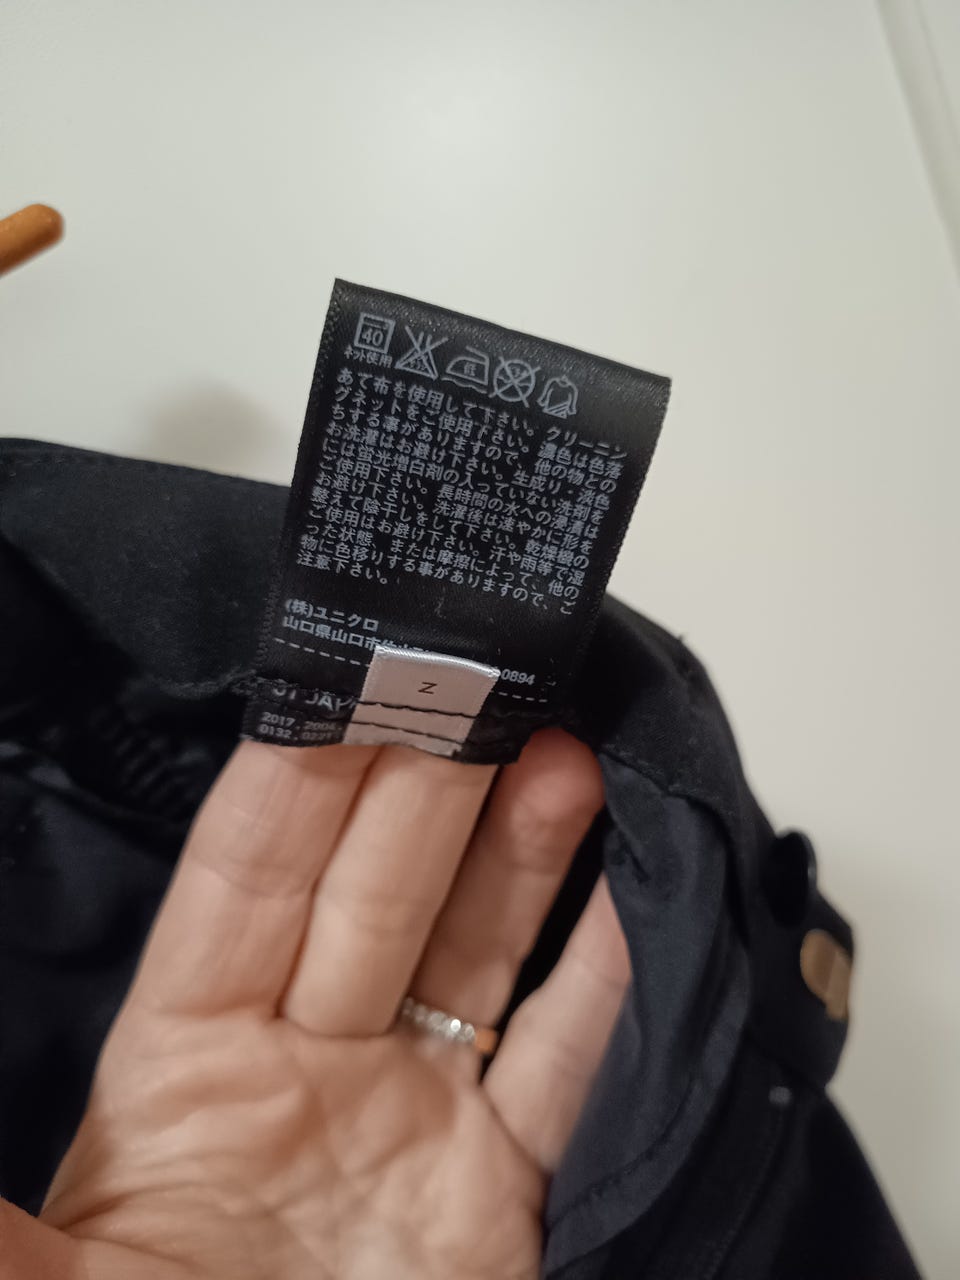 40
ネット使用
低
あて布を使用して下さい。クリーニン
グネットをご使用下さい。濃色は色落
ちする事がありますので、他の物との
お洗濯はお避け下さい。生成り・淡色
には蛍光増白剤の入っていない洗剤を
ご使用下さい。長時間の水への浸漬は
お避け下さい。洗濯後は速やかに形を
整えて陰干しをして下さい。乾燥機の
ご使用はお避け下さい。汗や雨等で湿
った状態、または摩擦によって、他の
物に色移りする事がありますので、ご
注意下さい。
(株)ユニクロ
山口県山口市佐山
0894
N
JAP
2017, 2004,
0132, 0221